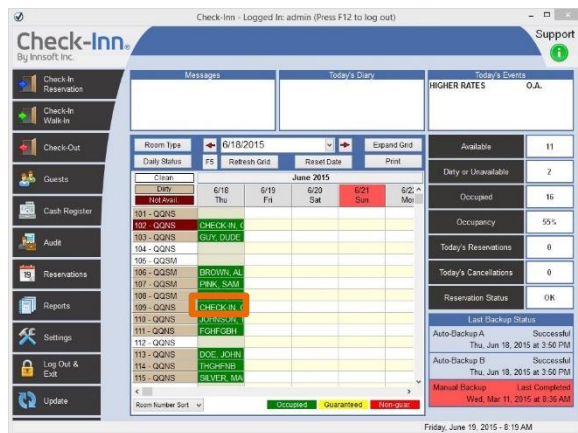 Check-Inn - Logged In: admin (Press F12 to log out)
Check-Inn®
By Innsoft Inc.
Support
Check-In
Reservation
Check-In
Walk-In
Check-Out
Guests
Cash Register
Audit
19
Reservations
Reports
Settings
Log Out &
Exit
Update
Messages
Today's Diary
Today's Events
HIGHER RATES O.A.
Room Type
6/18/2015
Expand Grid
Daily Status
F5
Refresh Grid
Reset Date
Print
Clean
June 2015
Dirty
Not Avail.
6/18 6/19 6/20 6/21
Thu Fri Sat Sun
101 - QQNS
102 - QQNS CHECK-IN,
103 - QQNS GUY, DUDE
104 - QQNS
105 - QQSM
106 - QQSM BROWN, AL
107 - QQSM PINK, SAM
108 - QQSM
109 - QQNS CHECK-IN,
110 - QQNS JOHNSON,
111 - QQNS FGHFGBH
112 - QQNS
113 - QQNS DOE, JOHN
114 - QQNS THGHFNB
115 - QQNS SILVER, MA
Room Number Sort
Occupied
Guaranteed
Non-guar.
Available 11
Dirty or Unavailable 2
Occupied 16
Occupancy 55%
Today's Reservations 0
Today's Cancellations 0
Reservation Status OK
Last Backup Status
Auto-Backup A Successful
Thu, Jun 18, 2015 at 3:50 PM
Auto-Backup B Successful
Thu, Jun 18, 2015 at 3:50 PM
Manual Backup Last Completed
Wed, Mar 11, 2015 at 8:36 AM
Friday, June 19, 2015 - 8:19 AM